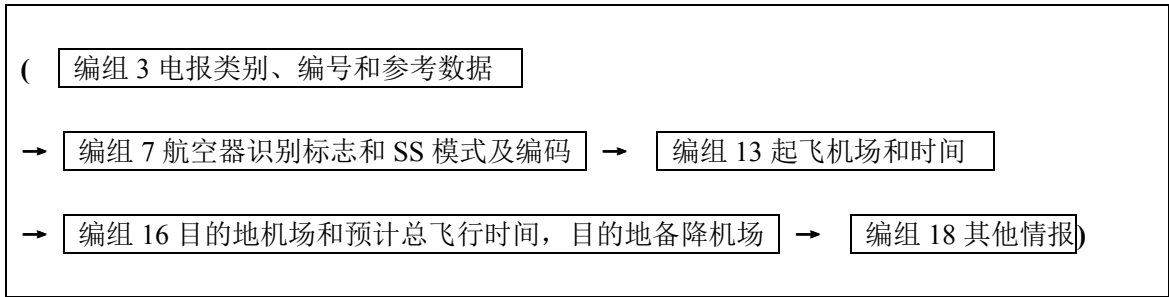 ( 编组 3 电报类别、编号和参考数据
→ 编组 7 航空器识别标志和 SS 模式及编码 → 编组 13 起飞机场和时间
→ 编组 16 目的地机场和预计总飞行时间，目的地备降机场 → 编组 18 其他情报)